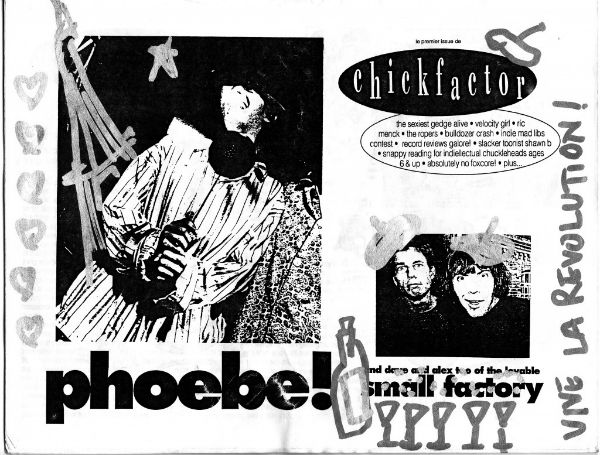 le premier issue de
chickfactor
the sexiest gedge alive • velocity girl • ric
menck • the ropers • bulldozer crash • indie mad libs
contest • record reviews galore! • slacker toonist shawn b
• snappy reading for indiellectual chuckleheads ages
6 & up • absolutely no foxcore! • plus...
VIVE LA REVOLUTION!
phoebe!
and dave and alex two of the lovable
small factory